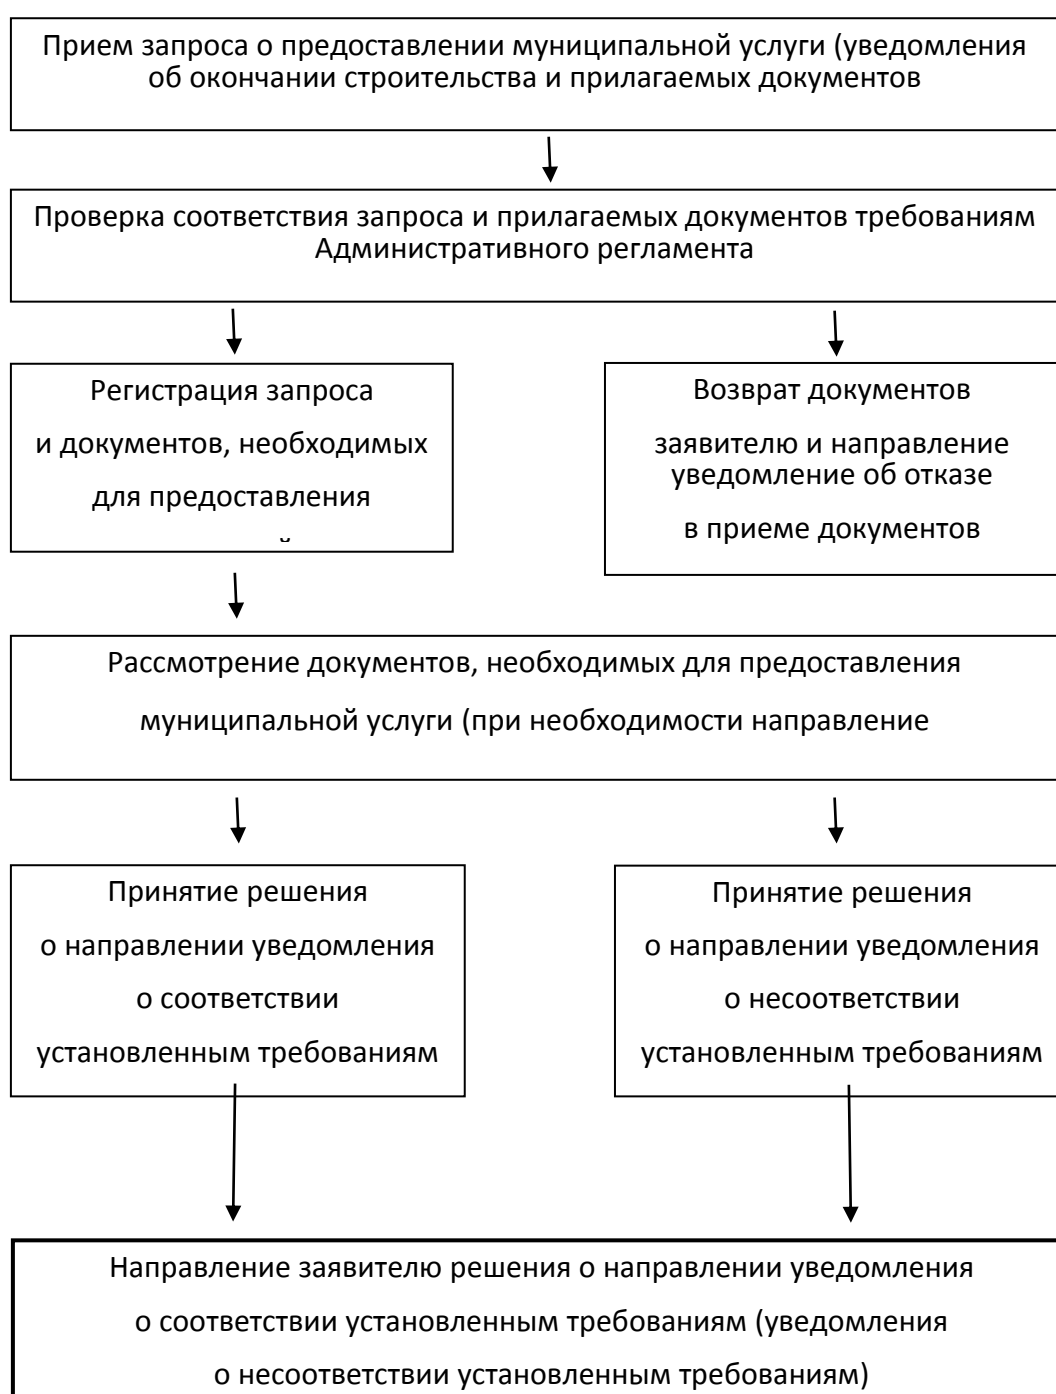 Прием запроса о предоставлении муниципальной услуги (уведомления
об окончании строительства и прилагаемых документов
Проверка соответствия запроса и прилагаемых документов требованиям
Административного регламента
Регистрация запроса
и документов, необходимых
для предоставления
Возврат документов
заявителю и направление
уведомление об отказе
в приеме документов
Рассмотрение документов, необходимых для предоставления
муниципальной услуги (при необходимости направление
Принятие решения
о направлении уведомления
о соответствии
установленным требованиям
Принятие решения
о направлении уведомления
о несоответствии
установленным требованиям
Направление заявителю решения о направлении уведомления
о соответствии установленным требованиям (уведомления
о несоответствии установленным требованиям)